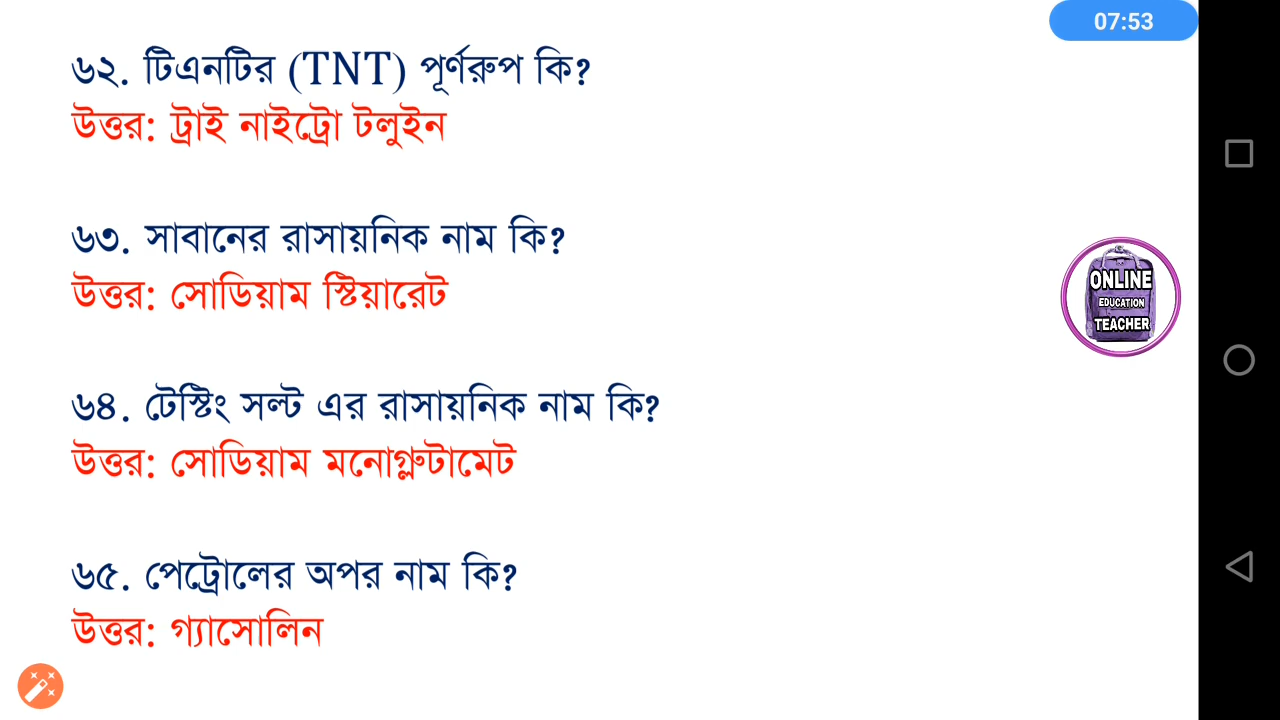 07:53
৬২. টিএনটির (TNT) পূর্ণরুপ কি?
উত্তর: ট্রাই নাইট্রো টলুইন
৬৩. সাবানের রাসায়নিক নাম কি?
উত্তর: সোডিয়াম স্টিয়ারেট
ONLINE
EDUCATION
TEACHER
৬৪. টেস্টিং সল্ট এর রাসায়নিক নাম কি?
উত্তর: সোডিয়াম মনোগ্লুটামেট
৬৫. পেট্রোলের অপর নাম কি?
উত্তর: গ্যাসোলিন